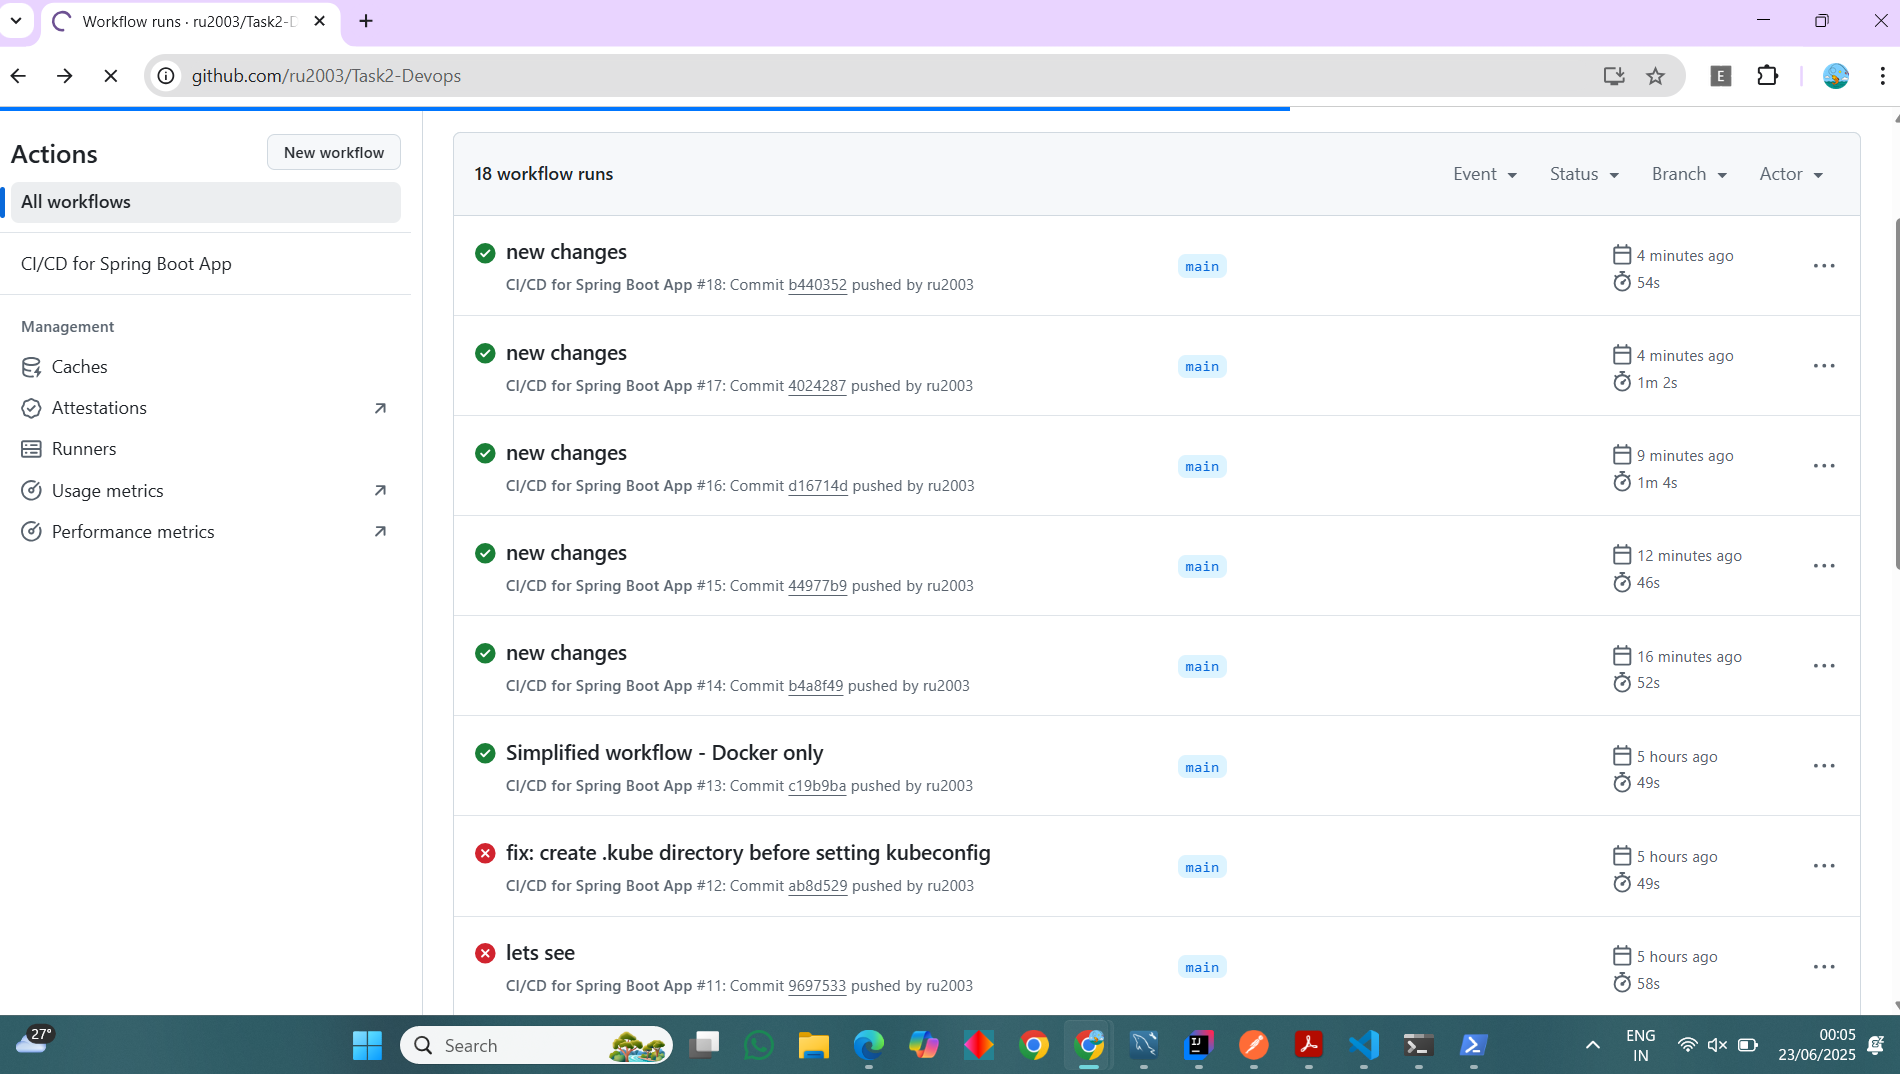 Workflow runs · ru2003/Task2-D
github.com/ru2003/Task2-Devops
E
Actions
New workflow
All workflows
CI/CD for Spring Boot App
Management
Caches
Attestations
Runners
Usage metrics
Performance metrics
18 workflow runs
Event
Status
Branch
Actor
new changes
CI/CD for Spring Boot App #18: Commit b440352 pushed by ru2003
main
4 minutes ago
54s
new changes
CI/CD for Spring Boot App #17: Commit 4024287 pushed by ru2003
main
4 minutes ago
1m 2s
new changes
CI/CD for Spring Boot App #16: Commit d16714d pushed by ru2003
main
9 minutes ago
1m 4s
new changes
CI/CD for Spring Boot App #15: Commit 44977b9 pushed by ru2003
main
12 minutes ago
46s
new changes
CI/CD for Spring Boot App #14: Commit b4a8f49 pushed by ru2003
main
16 minutes ago
52s
Simplified workflow - Docker only
CI/CD for Spring Boot App #13: Commit c19b9ba pushed by ru2003
main
5 hours ago
49s
fix: create .kube directory before setting kubeconfig
CI/CD for Spring Boot App #12: Commit ab8d529 pushed by ru2003
main
5 hours ago
49s
lets see
CI/CD for Spring Boot App #11: Commit 9697533 pushed by ru2003
main
5 hours ago
58s
27°
Search
IJ
ENG
IN
00:05
23/06/2025